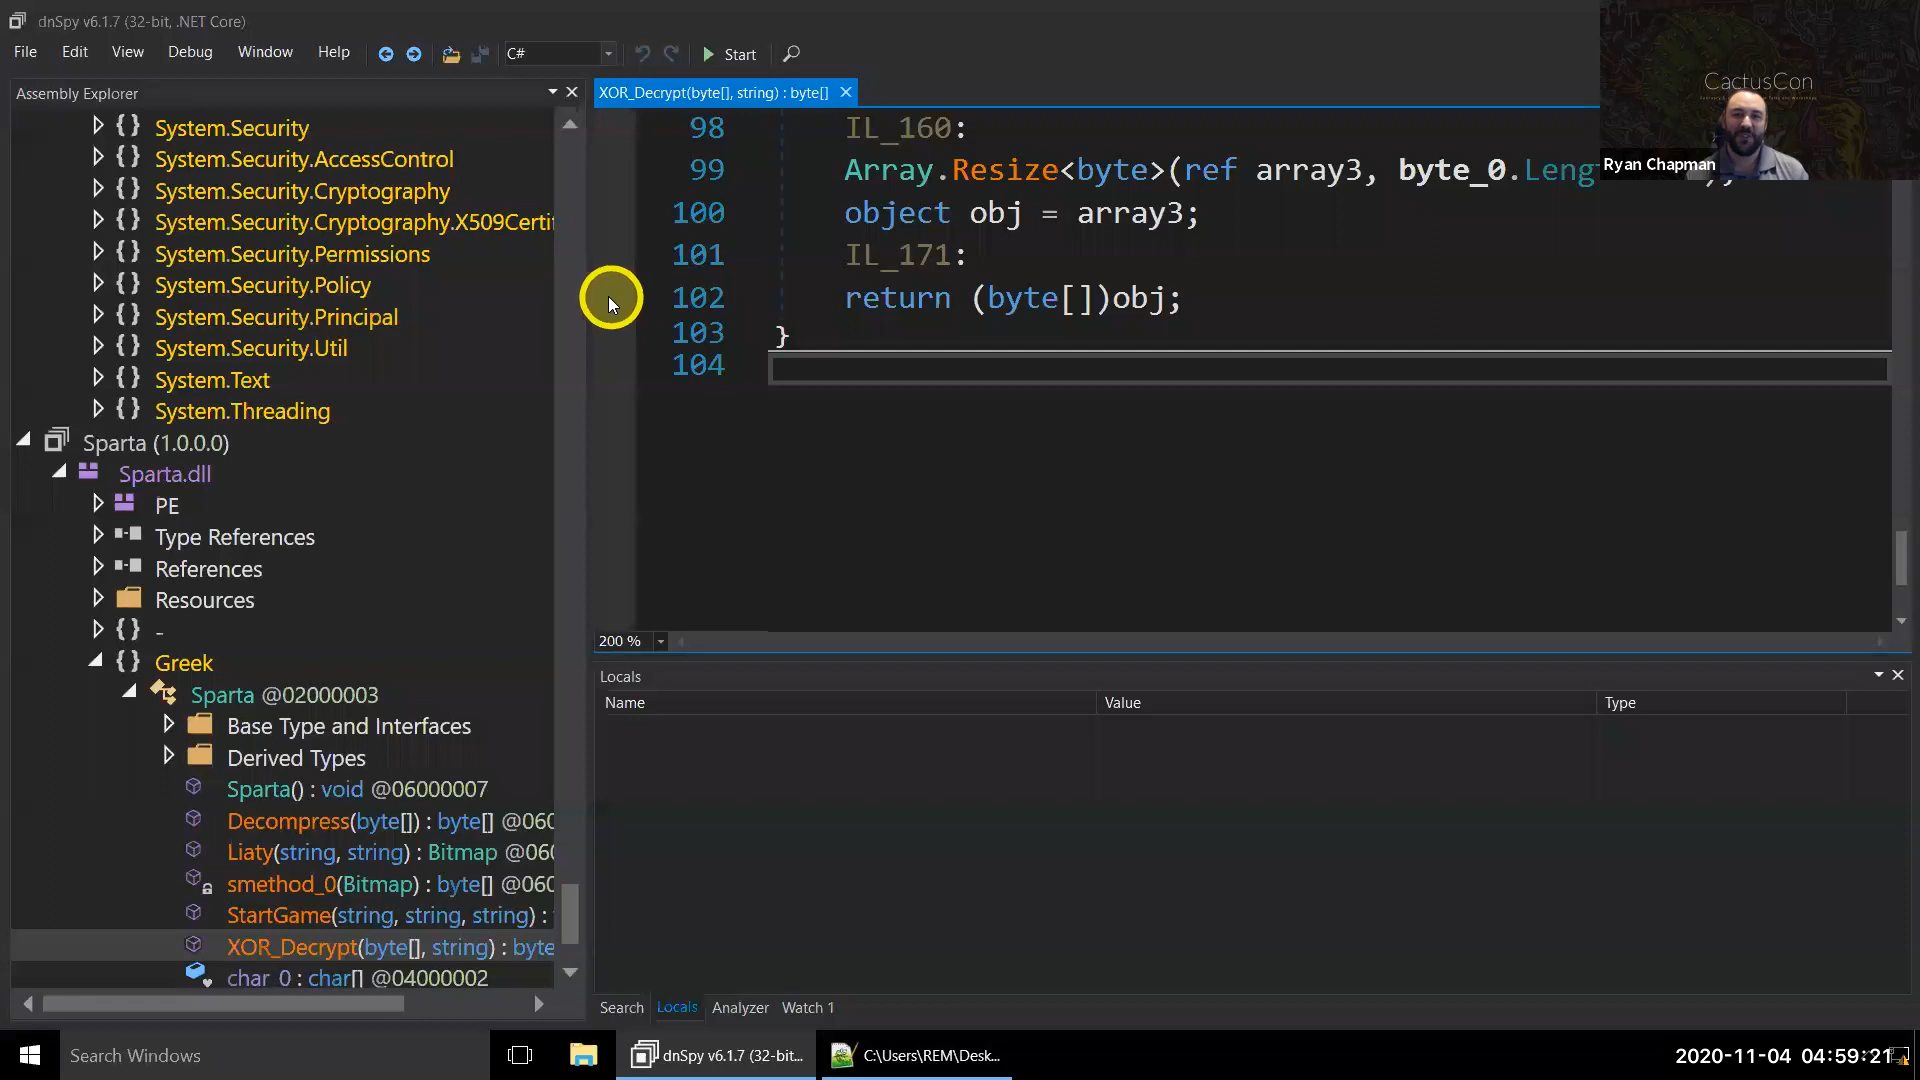 dnSpy v6.1.7 (32-bit, .NET Core)
File Edit View Debug Window Help C# Start
Assembly Explorer
System.Security
System.Security.AccessControl
System.Security.Cryptography
System.Security.Cryptography.X509Certi
System.Security.Permissions
System.Security.Policy
System.Security.Principal
System.Security.Util
System.Text
System.Threading
Sparta (1.0.0.0)
Sparta.dll
PE
Type References
References
Resources
{} -
Greek
Sparta @02000003
Base Type and Interfaces
Derived Types
Sparta() : void @06000007
Decompress(byte[]) : byte[] @060
Liaty(string, string) : Bitmap @060
smethod_0(Bitmap) : byte[] @060
StartGame(string, string, string) :
XOR_Decrypt(byte[], string) : byte
char_0 : char[] @04000002
XOR_Decrypt(byte[], string) : byte[]
98 IL_160:
99 Array.Resize<byte>(ref array3, byte_0.Leng
100 object obj = array3;
101 IL_171:
102 return (byte[])obj;
103 }
104
200 %
CactusCon
Ryan Chapman
Locals
Name Value Type
Search Locals Analyzer Watch 1
Search Windows
dnSpy v6.1.7 (32-bit...
C:\Users\REM\Desk...
2020-11-04 04:59:21